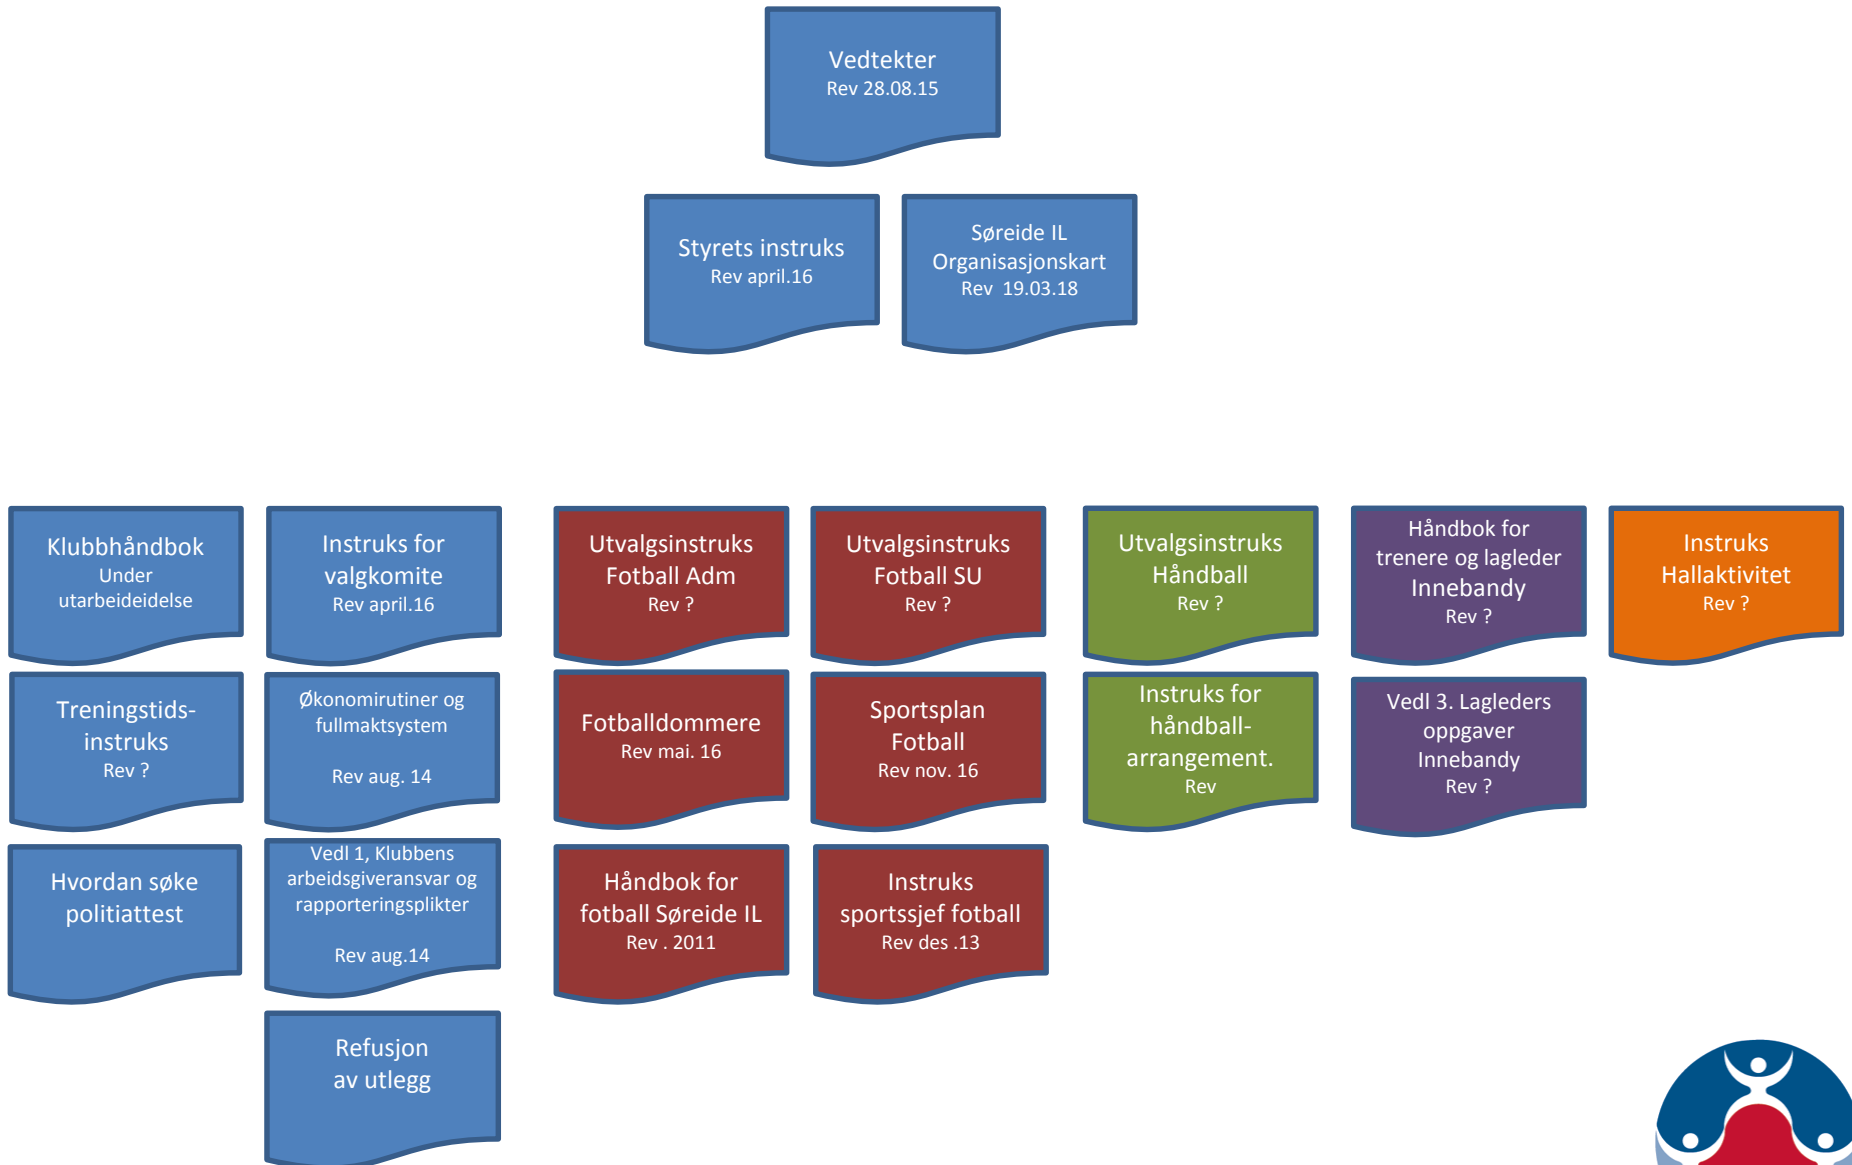 Vedtekter
Rev 28.08.15
Styrets instruks
Rev april.16
Søreide IL
Organisasjonskart
Rev  19.03.18
Klubbhåndbok
Under
utarbeideidelse
Instruks for
valgkomite
Rev april.16
Utvalgsinstruks
Fotball Adm
Rev ?
Utvalgsinstruks
Fotball SU
Rev ?
Utvalgsinstruks
Håndball
Rev ?
Håndbok for
trenere og lagleder
Innebandy
Rev ?
Instruks
Hallaktivitet
Rev ?
Treningstids-
instruks
Rev ?
Økonomirutiner og
fullmaktsystem
Rev aug. 14
Fotballdommere
Rev mai. 16
Sportsplan
Fotball
Rev nov. 16
Instruks for
håndball-
arrangement.
Rev
Vedl 3. Lagleders
oppgaver
Innebandy
Rev ?
Hvordan søke
politiattest
Vedl 1, Klubbens
arbeidsgiveransvar og
rapporteringsplikter
Rev aug.14
Håndbok for
fotball Søreide IL
Rev . 2011
Instruks
sportssjef fotball
Rev des .13
Refusjon
av utlegg